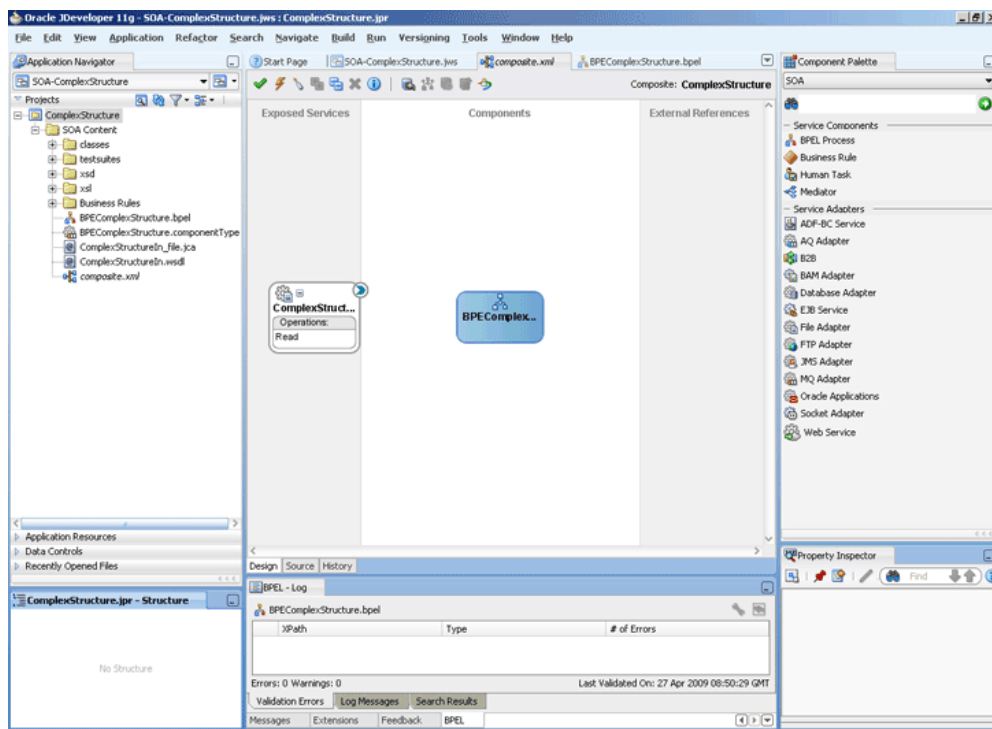 Oracle JDeveloper 11g - SOA-ComplexStructure.jws : ComplexStructure.jpr
File Edit View Application Refactor Search Navigate Build Run Versigning Tools Window Help
Application Navigator
SOA-ComplexStructure
Projects
ComplexStructure
SOA Content
classes
testsuites
xsd
xsl
Business Rules
BPEComplexStructure.bpel
BPEComplexStructure.componentType
ComplexStructureIn_file.jca
ComplexStructureIn.wsdl
composite.xml
Application Resources
Data Controls
Recently Opened Files
ComplexStructure.jpr - Structure
No Structure
Start Page SOA-ComplexStructure.jws composite.xml BPEComplexStructure.bpel
Composite: ComplexStructure
Exposed Services Components External References
ComplexStruct...
Operations:
Read
BPEComplex...
Design Source History
BPEL - Log
BPEComplexStructure.bpel
XPath Type # of Errors
Errors: 0 Warnings: 0 Last Validated On: 27 Apr 2009 08:50:29 GMT
Validation Errors Log Messages Search Results
Messages Extensions Feedback BPEL
Component Palette
SOA
Service Components
BPEL Process
Business Rule
Human Task
Mediator
Service Adapters
ADF-BC Service
AQ Adapter
B2B
BAM Adapter
Database Adapter
EJB Service
File Adapter
FTP Adapter
JMS Adapter
MQ Adapter
Oracle Applications
Socket Adapter
Web Service
Property Inspector
Find